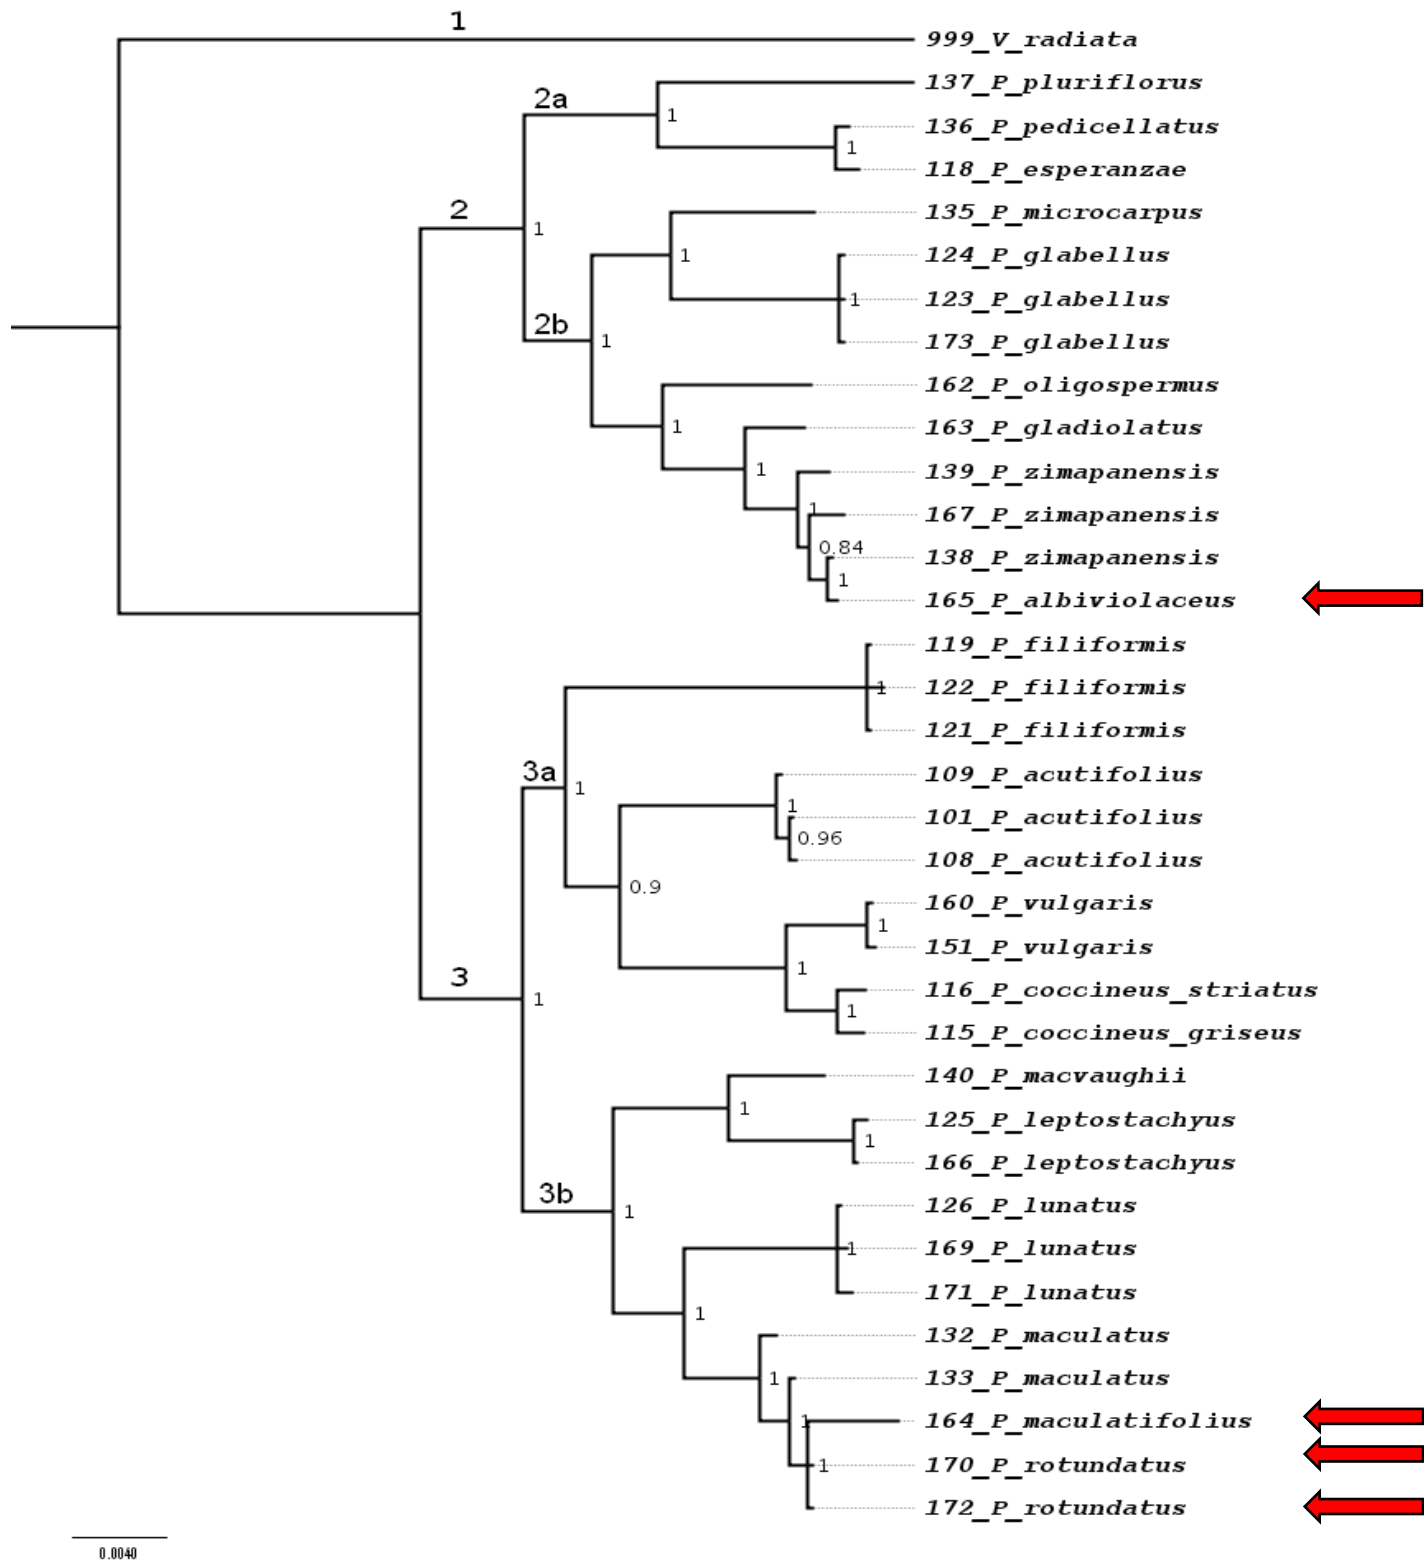 1
999_V_radiata
137_P_pluriflorus
2a
1
136_P_pedicellatus
1
118_P_esperanzae
2
135_P_microcarpus
1
1
124_P_glabellus
1
123_P_glabellus
2b
1
173_P_glabellus
162_P_oligospermus
1
163_P_gladiolatus
1
139_P_zimapanensis
1
167_P_zimapanensis
0.84
138_P_zimapanensis
1
165_P_albiviolaceus
119_P_filiformis
1
122_P_filiformis
121_P_filiformis
3a
1
109_P_acutifolius
1
101_P_acutifolius
0.96
108_P_acutifolius
0.9
160_P_vulgaris
1
151_P_vulgaris
1
3
1
116_P_coccineus_striatus
1
115_P_coccineus_griseus
140_P_macvaughii
1
125_P_leptostachyus
1
166_P_leptostachyus
3b
1
126_P_lunatus
1
169_P_lunatus
171_P_lunatus
1
132_P_maculatus
1
133_P_maculatus
1
164_P_maculatifolius
1
170_P_rotundatus
172_P_rotundatus
0.0040